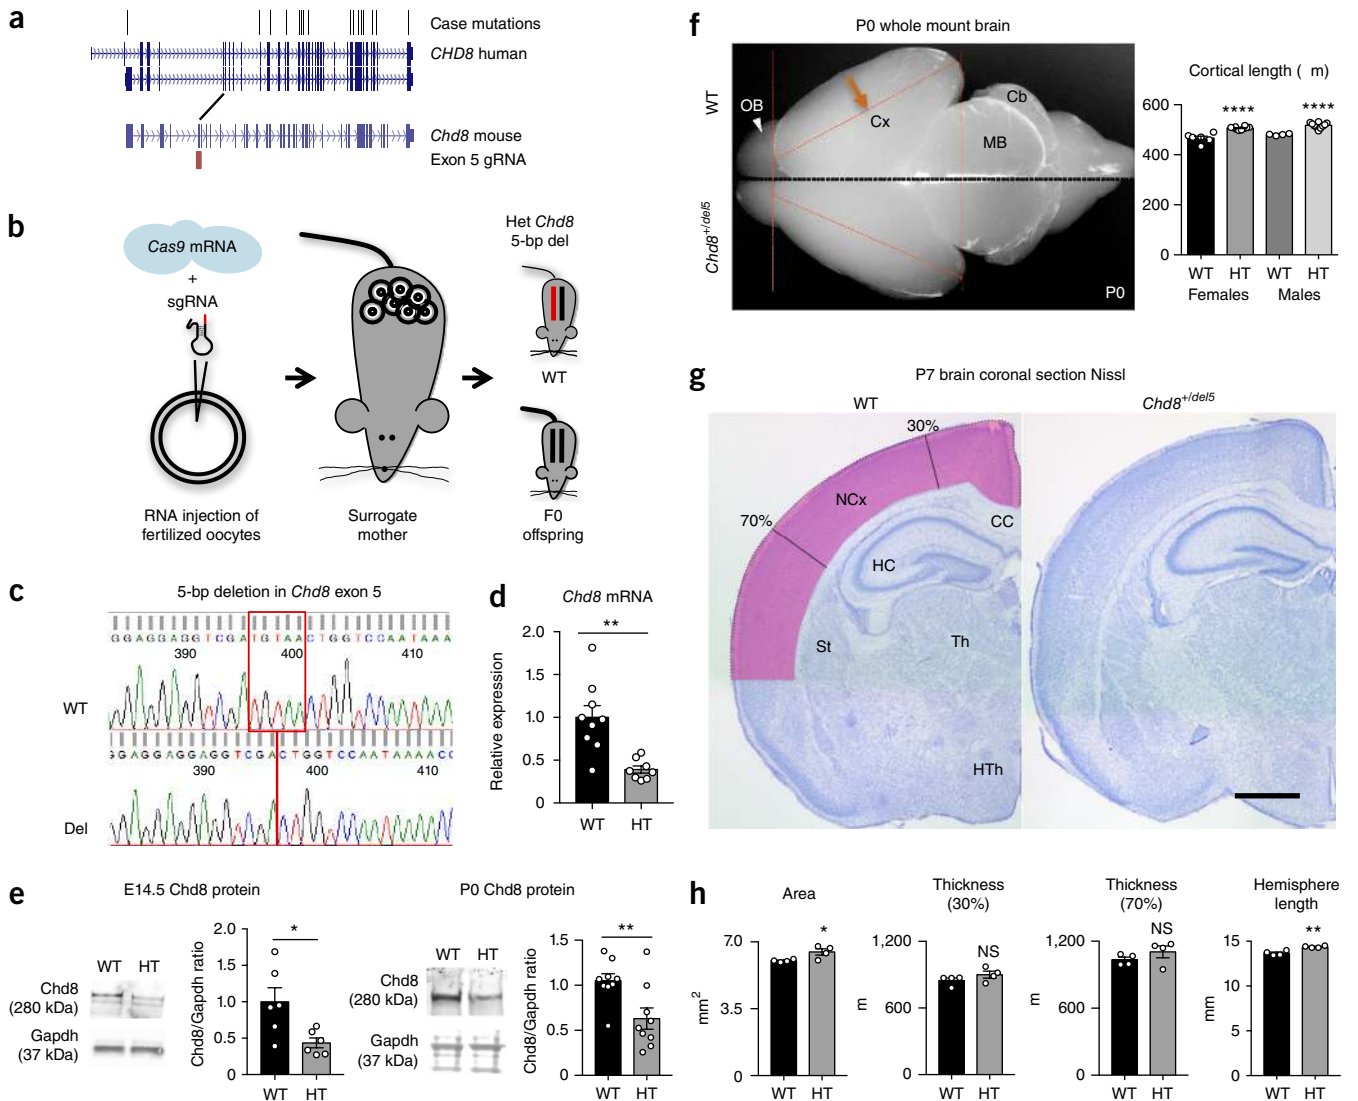 a
Case mutations
CHD8 human
Chd8 mouse
Exon 5 gRNA
b
Cas9 mRNA
+
sgRNA
RNA injection of
fertilized oocytes
Surrogate
mother
Het Chd8
5-bp del
WT
F0
offspring
c
5-bp deletion in Chd8 exon 5
GGAGGAGGTCGATGTAACTGGTCCAATAAA
390 400 410
WT
GGAGGAGGAGGTCGACTGGTCCAATAAAACC
390 400 410
Del
d
Chd8 mRNA
**
Relative expression
2.0
1.5
1.0
0.5
0
WT HT
e
E14.5 Chd8 protein
WT HT
Chd8
(280 kDa)
Gapdh
(37 kDa)
Chd8/Gapdh ratio
2.0
1.5
1.0
0.5
0
*
WT HT
P0 Chd8 protein
WT HT
Chd8
(280 kDa)
Gapdh
(37 kDa)
Chd8/Gapdh ratio
1.5
1.0
0.5
0
**
WT HT
f
P0 whole mount brain
WT
Chd8+/del5
OB
Cx
Cb
MB
P0
Cortical length ( m)
600
400
200
0
**** ****
WT HT WT HT
Females Males
g
P7 brain coronal section Nissl
WT
Chd8+/del5
30%
70%
NCx
CC
HC
St
Th
HTh
h
Area
mm2
7.0
3.5
0
*
WT HT
Thickness
(30%)
m
1,200
600
0
NS
WT HT
Thickness
(70%)
m
1,200
600
0
NS
WT HT
Hemisphere
length
mm
15
10
5
0
**
WT HT